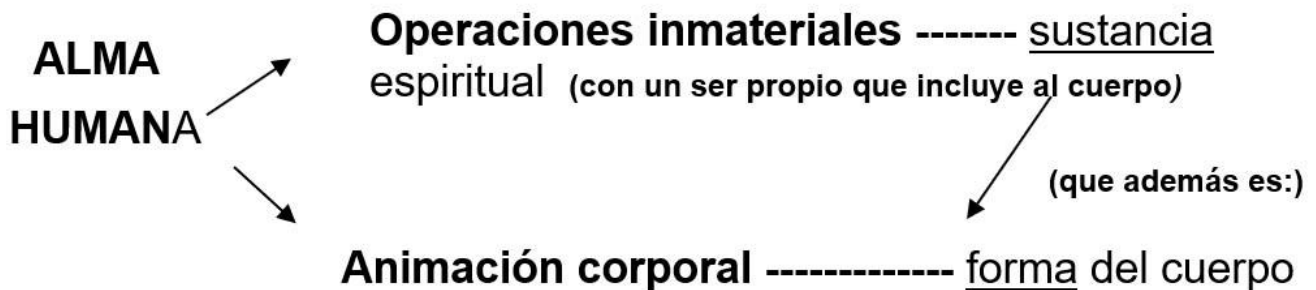 ALMA
HUMANA
Operaciones inmateriales ------- sustancia
espiritual (con un ser propio que incluye al cuerpo)
(que además es:)
Animación corporal ------------- forma del cuerpo